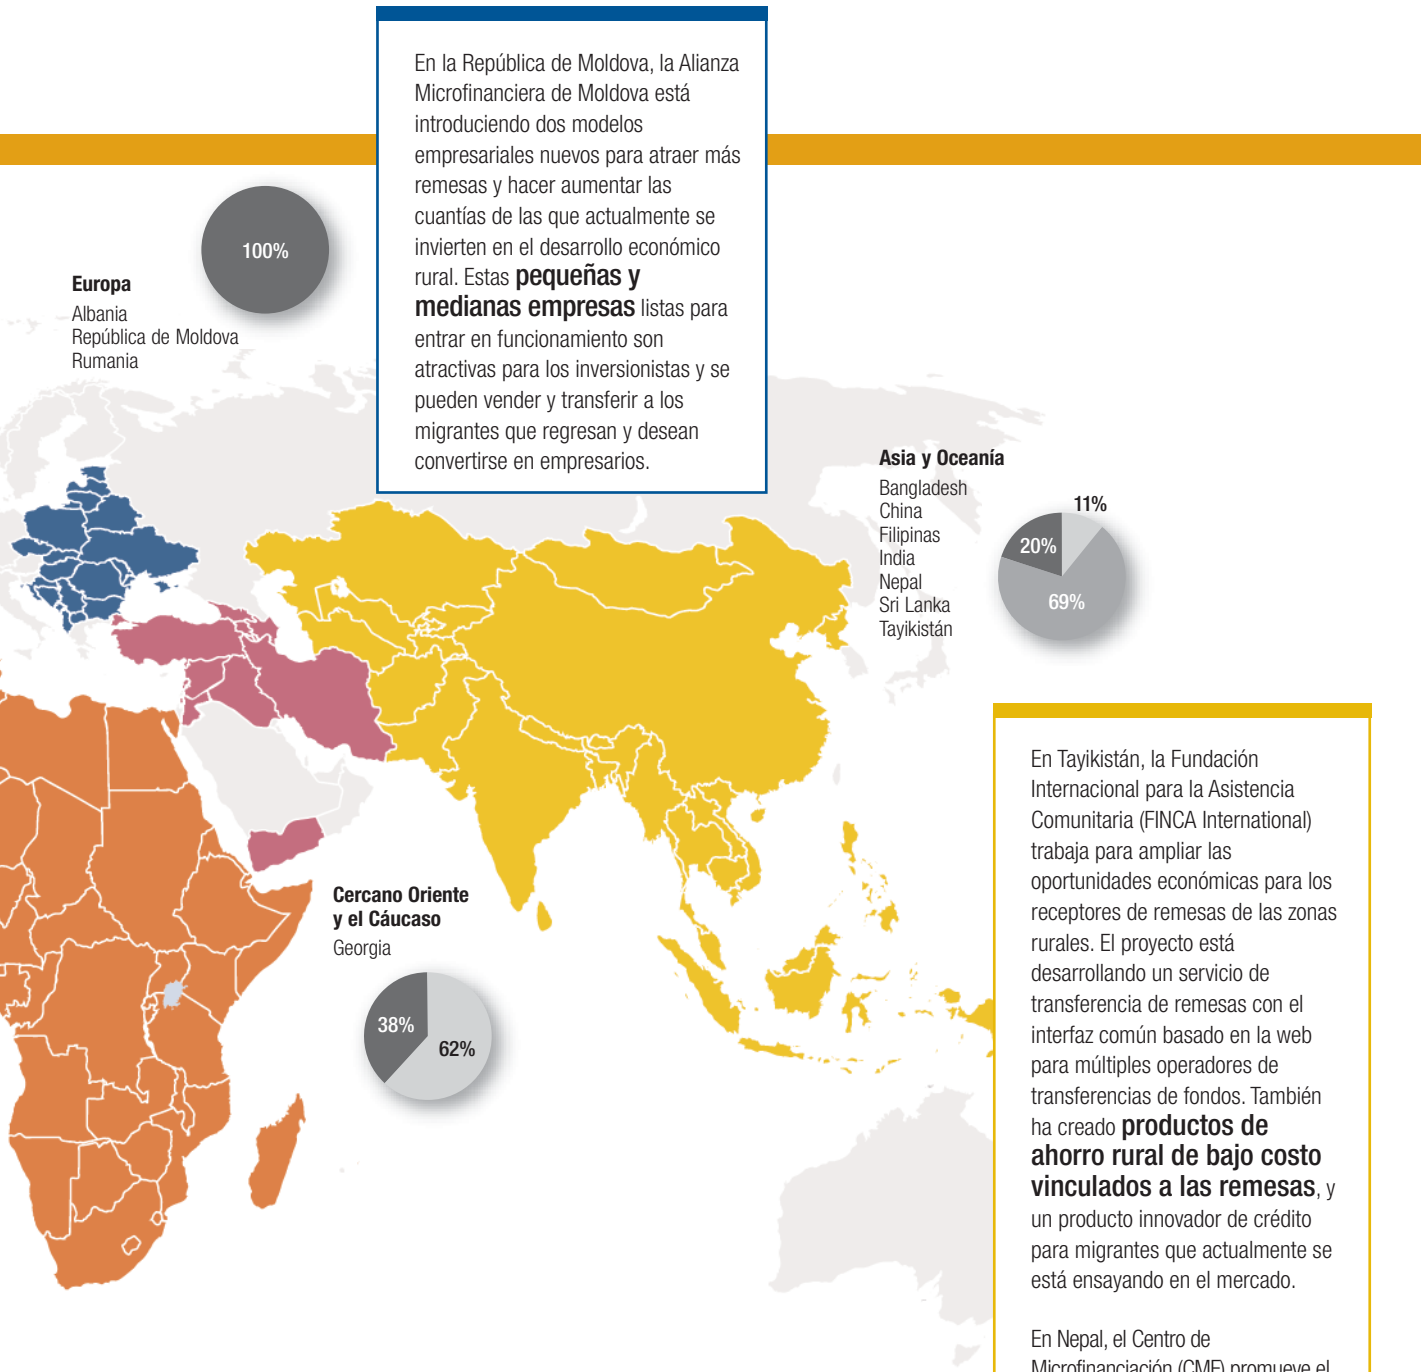 En la República de Moldova, la Alianza
Microfinanciera de Moldova está
introduciendo dos modelos
empresariales nuevos para atraer más
remesas y hacer aumentar las
cuantías de las que actualmente se
invierten en el desarrollo económico
rural. Estas pequeñas y
medianas empresas listas para
entrar en funcionamiento son
atractivas para los inversionistas y se
pueden vender y transferir a los
migrantes que regresan y desean
convertirse en empresarios.
100%
Europa
Albania
República de Moldova
Rumania
Asia y Oceanía
Bangladesh
China
Filipinas
India
Nepal
Sri Lanka
Tayikistán
11%
20%
69%
Cercano Oriente
y el Cáucaso
Georgia
38%
62%
En Tayikistán, la Fundación
Internacional para la Asistencia
Comunitaria (FINCA International)
trabaja para ampliar las
oportunidades económicas para los
receptores de remesas de las zonas
rurales. El proyecto está
desarrollando un servicio de
transferencia de remesas con el
interfaz común basado en la web
para múltiples operadores de
transferencias de fondos. También
ha creado productos de
ahorro rural de bajo costo
vinculados a las remesas, y
un producto innovador de crédito
para migrantes que actualmente se
está ensayando en el mercado.
En Nepal, el Centro de
Microfinanciación (CMF) promueve el